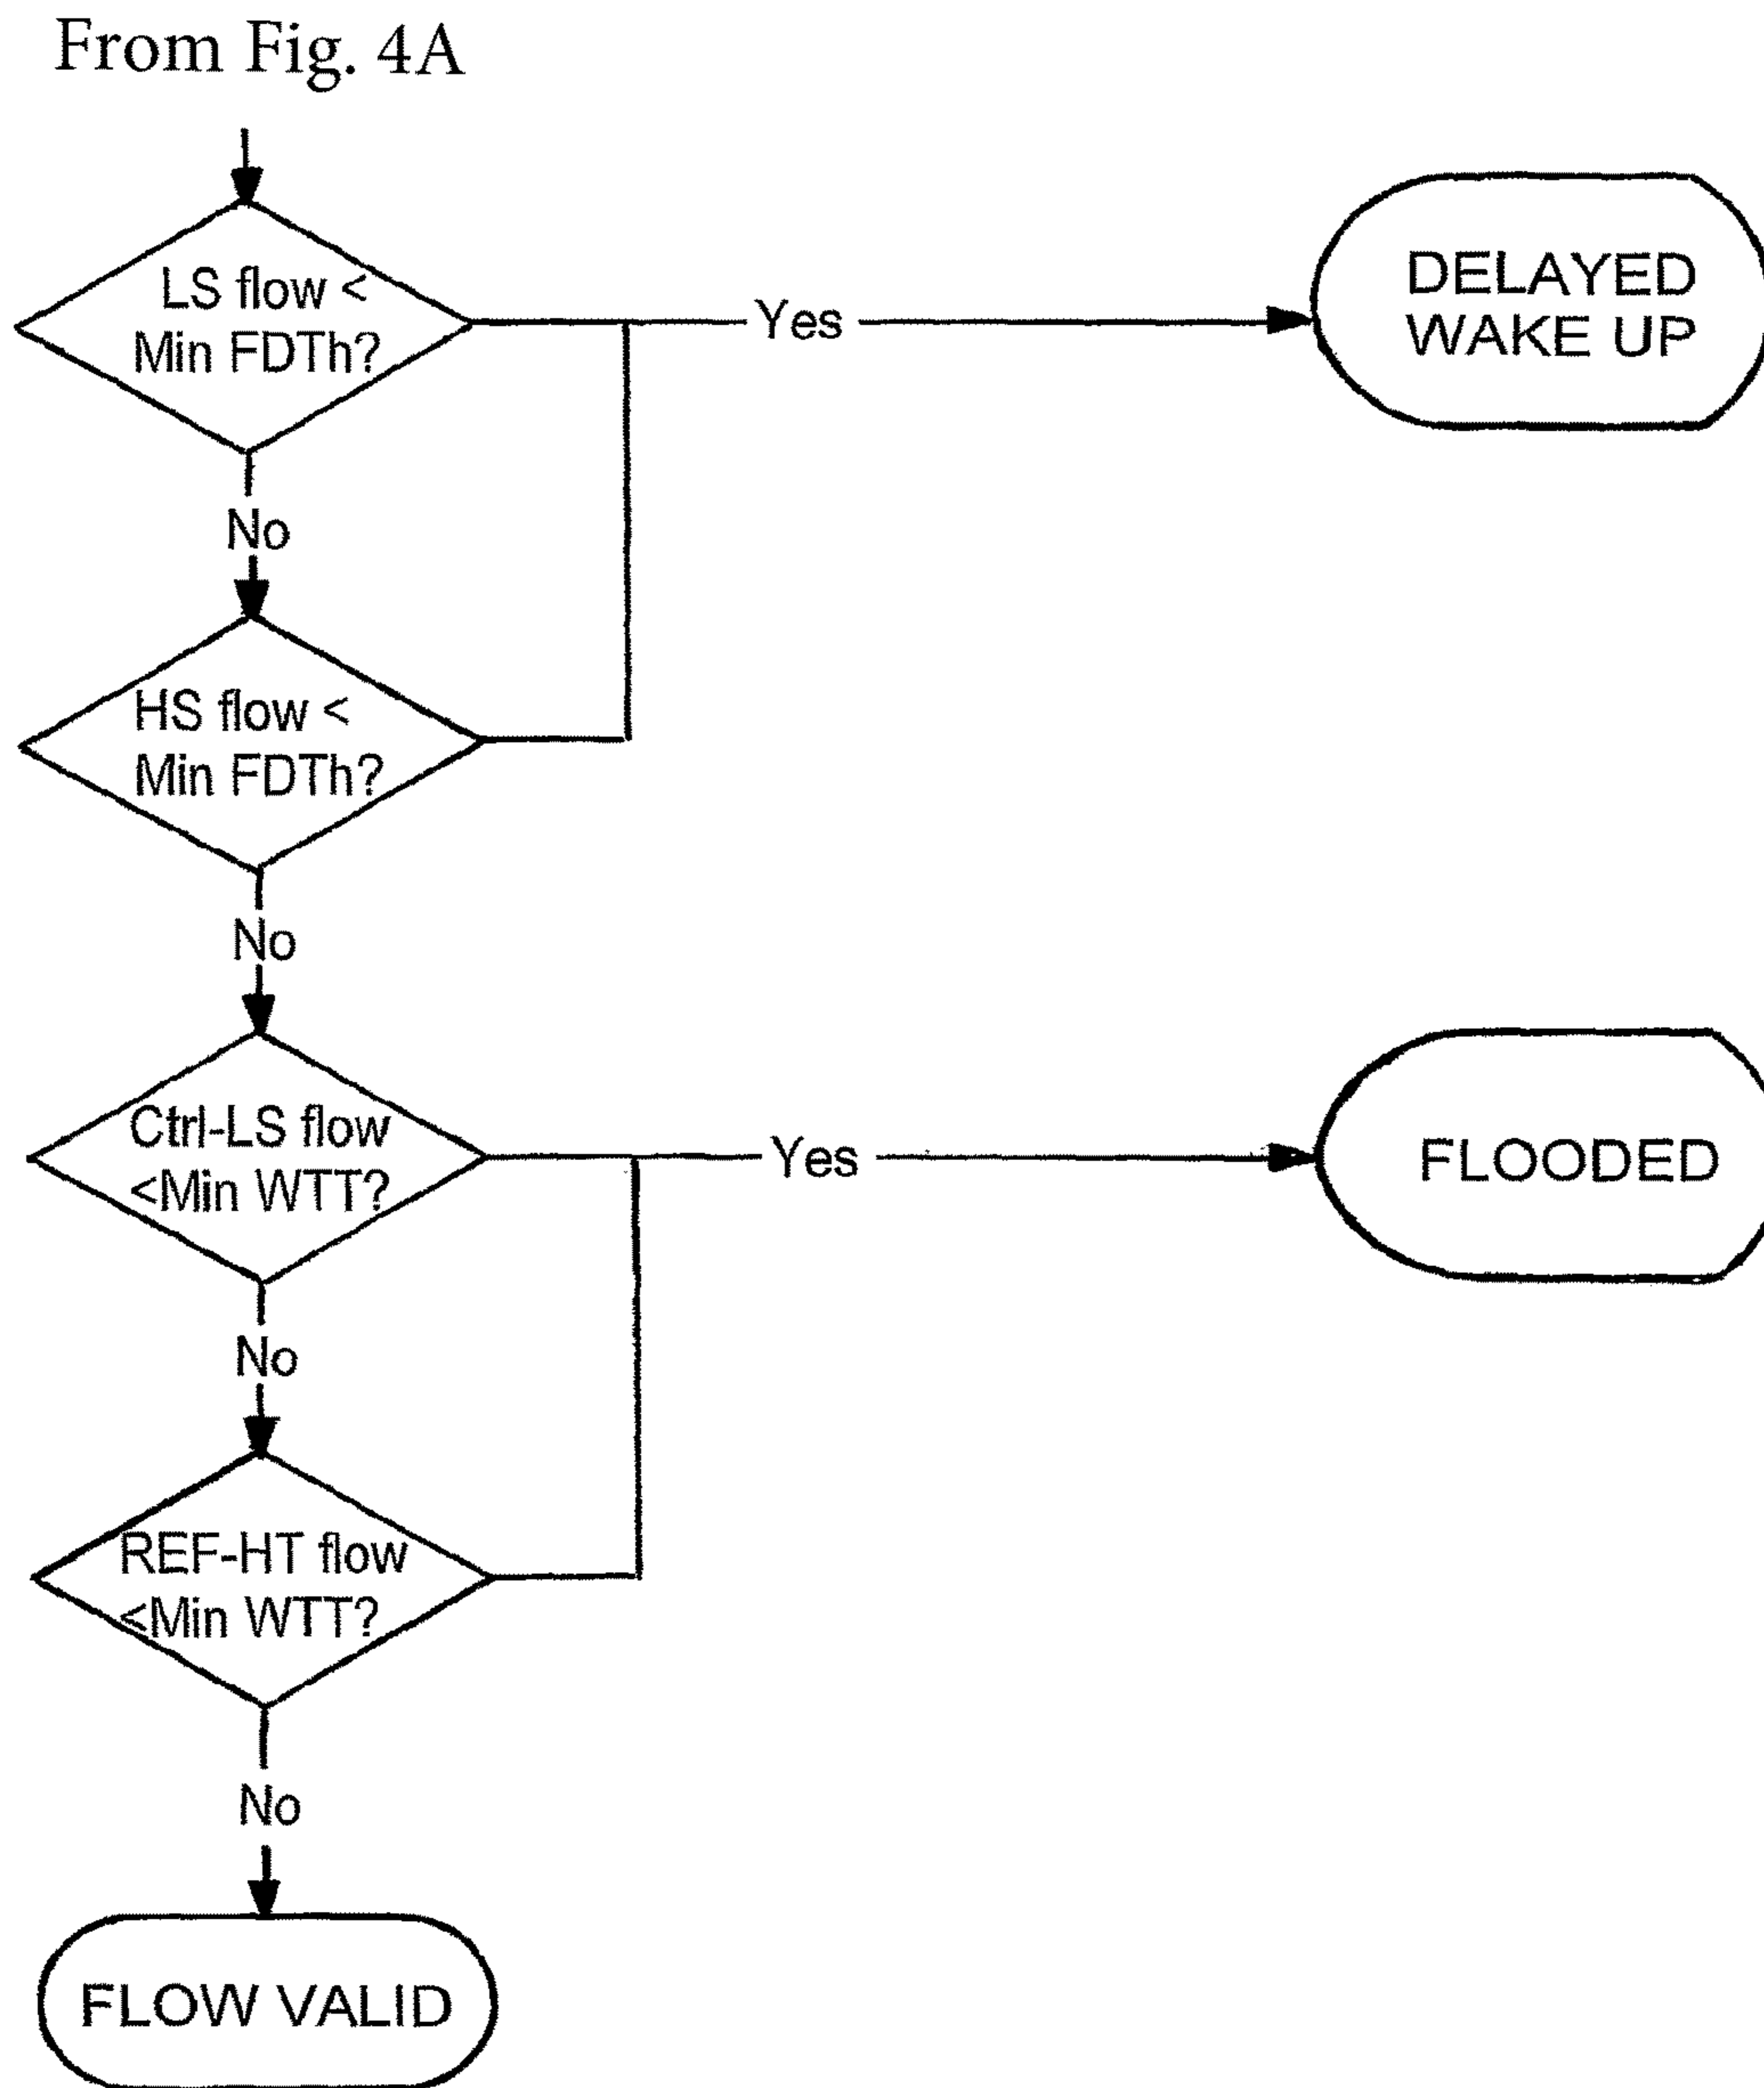 From Fig. 4A
LS flow <
Min FDTh?
Yes
DELAYED
WAKE UP
No
HS flow <
Min FDTh?
No
Ctrl-LS flow
<Min WTT?
Yes
FLOODED
No
REF-HT flow
<Min WTT?
No
FLOW VALID